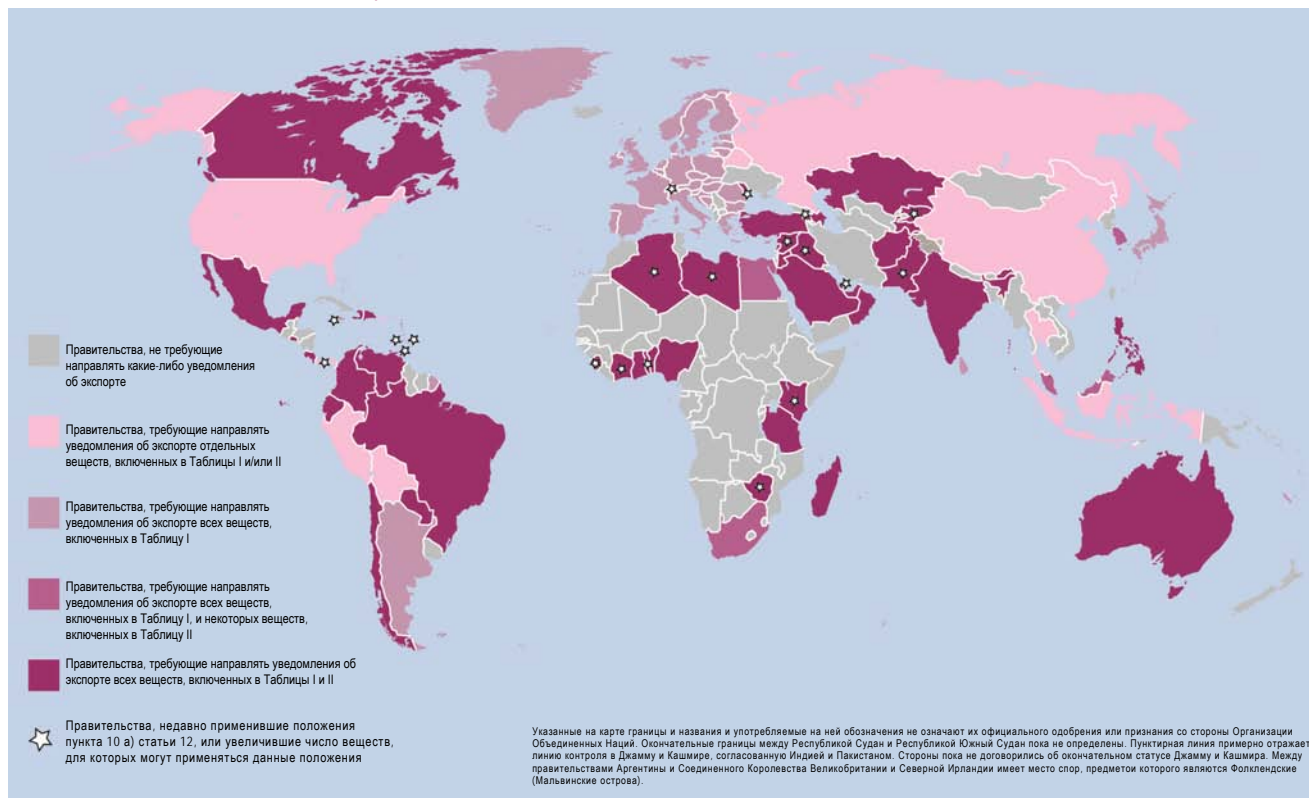 Правительства, не требующие
направлять какие-либо уведомления
об экспорте
Правительства, требующие направлять
уведомления об экспорте отдельных
веществ, включенных в Таблицы I и/или II
Правительства, требующие направлять
уведомления об экспорте всех веществ,
включенных в Таблицу I
Правительства, требующие направлять
уведомления об экспорте всех веществ,
включенных в Таблицу I, и некоторых веществ,
включенных в Таблицу II
Правительства, требующие направлять уведомления об
экспорте всех веществ, включенных в Таблицы I и II
Правительства, недавно применившие положения
пункта 10 а) статьи 12, или увеличившие число веществ,
для которых могут применяться данные положения
Указанные на карте границы и названия и употребляемые на ней обозначения не означают их официального одобрения или признания со стороны Организации
Объединенных Наций. Окончательные границы между Республикой Судан и Республикой Южный Судан пока не определены. Пунктирная линия примерно отражает
линию контроля в Джамму и Кашмире, согласованную Индией и Пакистаном. Стороны пока не договорились об окончательном статусе Джамму и Кашмира. Между
правительствами Аргентины и Соединенного Королевства Великобритании и Северной Ирландии имеет место спор, предметои которого являются Фолклендские
(Мальвинские острова).